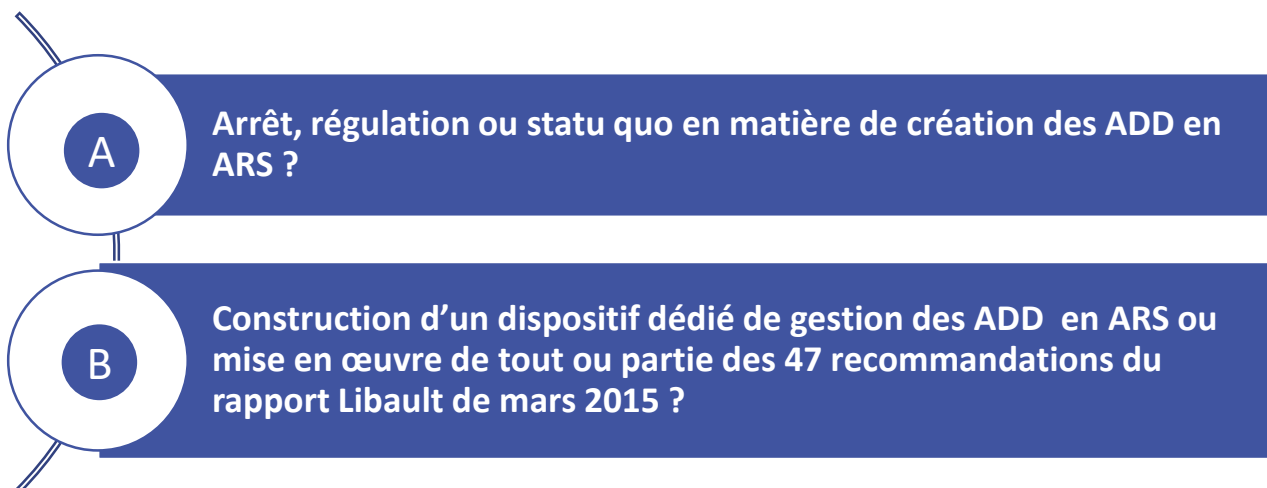 A
Arrêt, régulation ou statu quo en matière de création des ADD en
ARS ?
B
Construction d’un dispositif dédié de gestion des ADD  en ARS ou
mise en œuvre de tout ou partie des 47 recommandations du
rapport Libault de mars 2015 ?